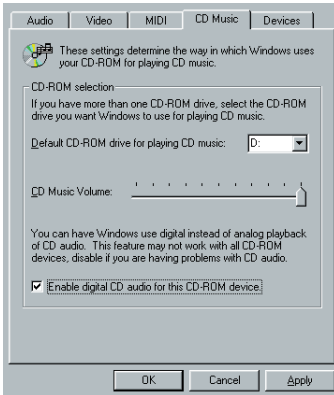 Audio Video MIDI CD Music Devices
These settings determine the way in which Windows uses
your CD-ROM for playing CD music.
CD-ROM selection
If you have more than one CD-ROM drive, select the CD-ROM
drive you want Windows to use for playing CD music.
Default CD-ROM drive for playing CD music: D:
CD Music Volume:
You can have Windows use digital instead of analog playback
of CD audio. This feature may not work with all CD-ROM
devices, disable if you are having problems with CD audio.
Enable digital CD audio for this CD-ROM device.
OK Cancel Apply